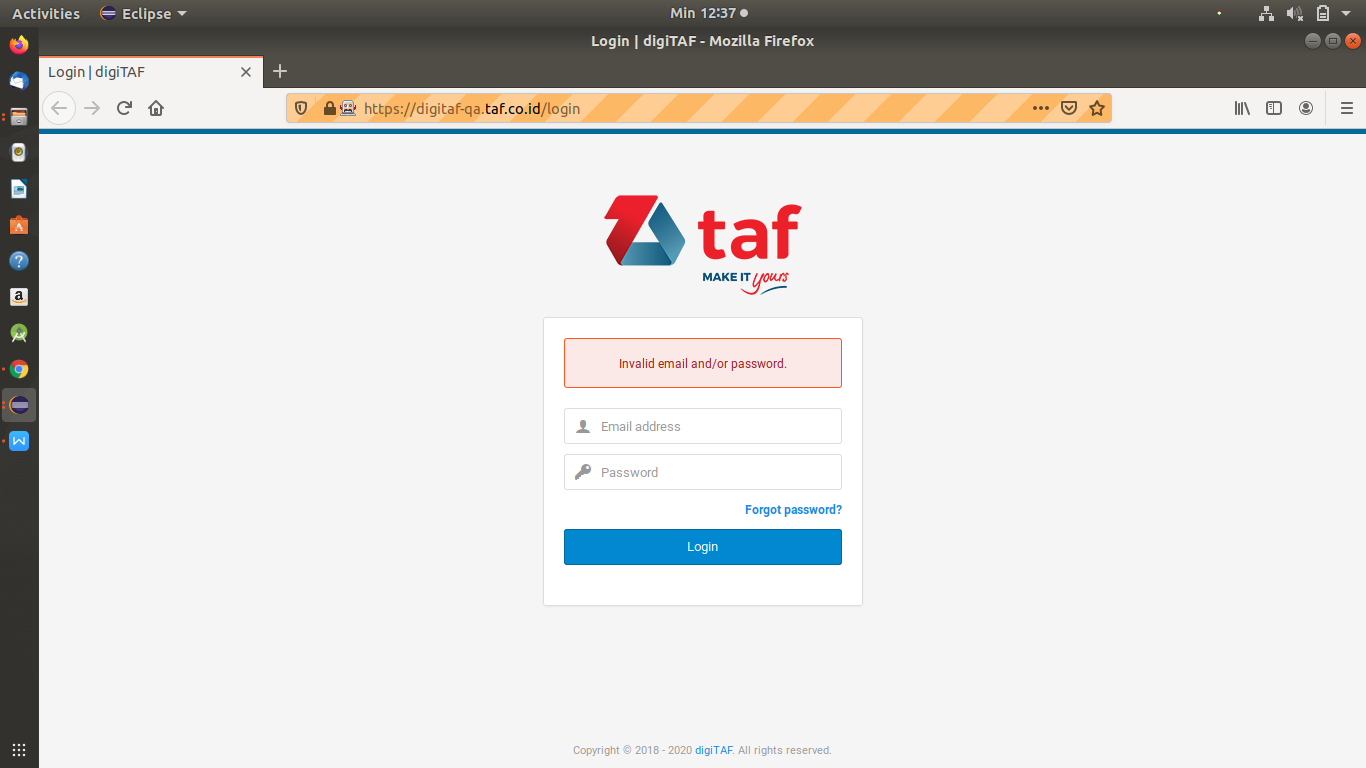 Activities
Eclipse
Min 12:37
Login | digiTAF - Mozilla Firefox
Login | digiTAF
https://digitaf-qa.taf.co.id/login
taf
MAKE IT yours
Invalid email and/or password.
Email address
Password
Forgot password?
Login
Copyright © 2018 - 2020 digiTAF. All rights reserved.